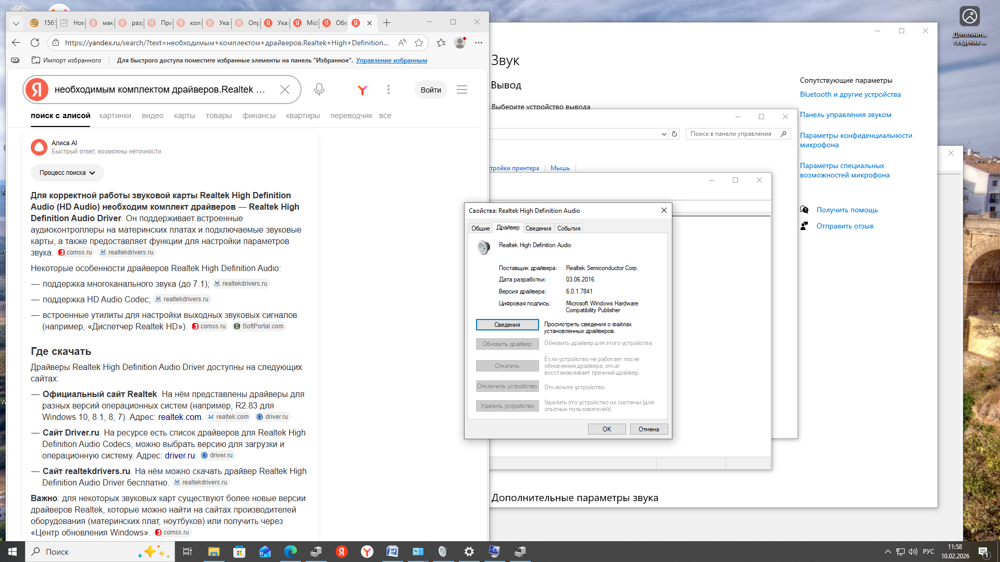 1565
Нов
мак
раз
При
кол
Ука
Опр
Ука
Mid
Обе
https://yandex.ru/search/?text=необходимым+комплектом+драйверов.Realtek+High+Definition...
Импорт избранного
Для быстрого доступа поместите избранные элементы на панель "Избранное". Управление избранным
необходимым комплектом драйверов.Realtek ...
Войти
поиск с алисой картинки видео карты товары финансы квартиры переводчик все
Алиса AI
Быстрый ответ, возможны неточности
Процесс поиска
Для корректной работы звуковой карты Realtek High Definition
Audio (HD Audio) необходим комплект драйверов — Realtek High
Definition Audio Driver. Он поддерживает встроенные
аудиоконтроллеры на материнских платах и подключаемые звуковые
карты, а также предоставляет функции для настройки параметров
звука. comss.ru realtekdrivers.ru
Некоторые особенности драйверов Realtek High Definition Audio:
— поддержка многоканального звука (до 7.1); realtekdrivers.ru
— поддержка HD Audio Codec; realtekdrivers.ru
— встроенные утилиты для настройки выходных звуковых сигналов
(например, «Диспетчер Realtek HD»). comss.ru SoftPortal.com
Где скачать
Драйверы Realtek High Definition Audio Driver доступны на следующих
сайтах:
— Официальный сайт Realtek. На нём представлены драйверы для
разных версий операционных систем (например, R2.83 для
Windows 10, 8.1, 8, 7). Адрес: realtek.com. realtek.com driver.ru
— Сайт Driver.ru. На ресурсе есть список драйверов для Realtek High
Definition Audio Codecs, можно выбрать версию для загрузки и
операционную систему. Адрес: driver.ru. driver.ru
— Сайт realtekdrivers.ru. На нём можно скачать драйвер Realtek High
Definition Audio Driver бесплатно. realtekdrivers.ru
Важно: для некоторых звуковых карт существуют более новые версии
драйверов Realtek, которые можно найти на сайтах производителей
оборудования (материнских плат, ноутбуков) или получить через
«Центр обновления Windows». comss.ru
Звук
Вывод
Выберите устройство вывода
Поиск в панели управления
стройки принтера
Мышь
Сопутствующие параметры
Bluetooth и другие устройства
Панель управления звуком
Параметры конфиденциальности
микрофона
Параметры специальных
возможностей микрофона
Получить помощь
Отправить отзыв
Дополнительные параметры звука
Дополнит...
сведения ...
Свойства: Realtek High Definition Audio
Общие Драйвер Сведения События
Realtek High Definition Audio
Поставщик драйвера: Realtek Semiconductor Corp.
Дата разработки: 03.06.2016
Версия драйвера: 6.0.1.7841
Цифровая подпись: Microsoft Windows Hardware
Compatibility Publisher
Сведения
Просмотреть сведения о файлах
установленных драйверов.
Обновить драйвер
Обновить драйвер для этого устройства.
Откатить
Если устройство не работает после
обновления драйвера, откат
восстанавливает прежний драйвер.
Отключить устройство
Отключите устройство.
Удалить устройство
Удалить это устройство из системы (для
опытных пользователей).
OK
Отмена
Поиск
РУС
11:58
10.02.2026
1